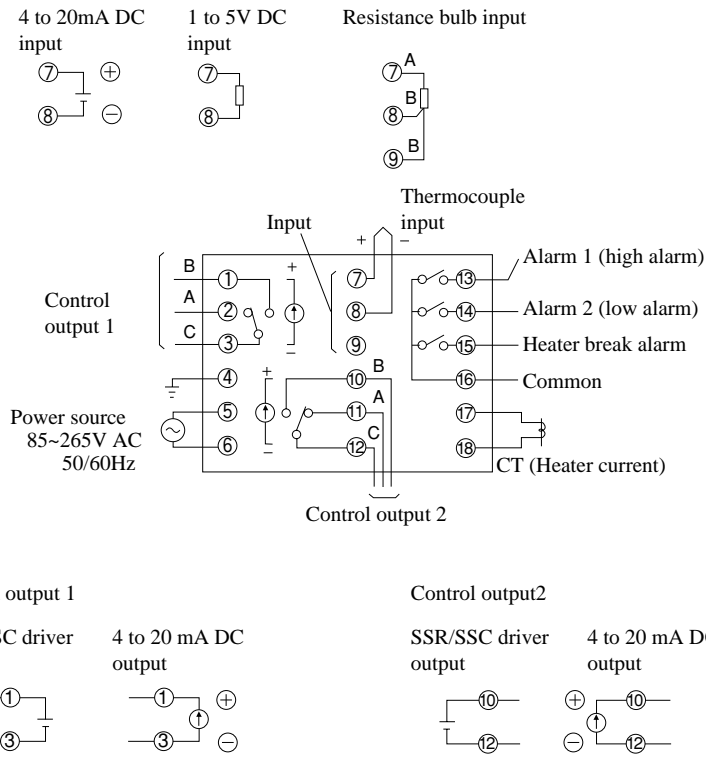 4 to 20mA DC
input
1 to 5V DC
input
Resistance bulb input
7
8
+
−
7
8
A
7
B
8
B
9
Thermocouple
input
Input
+
−
Control
output 1
B
A
C
1
2
3
4
5
6
+
−
+
−
7
8
9
10
11
12
B
A
C
13
14
15
16
17
18
Alarm 1 (high alarm)
Alarm 2 (low alarm)
Heater break alarm
Common
CT (Heater current)
Power source
85~265V AC
50/60Hz
Control output 2
output 1
Control output2
C driver
4 to 20 mA DC
output
SSR/SSC driver
output
4 to 20 mA DC
output
1
3
1
3
+
−
10
12
+
−
10
12